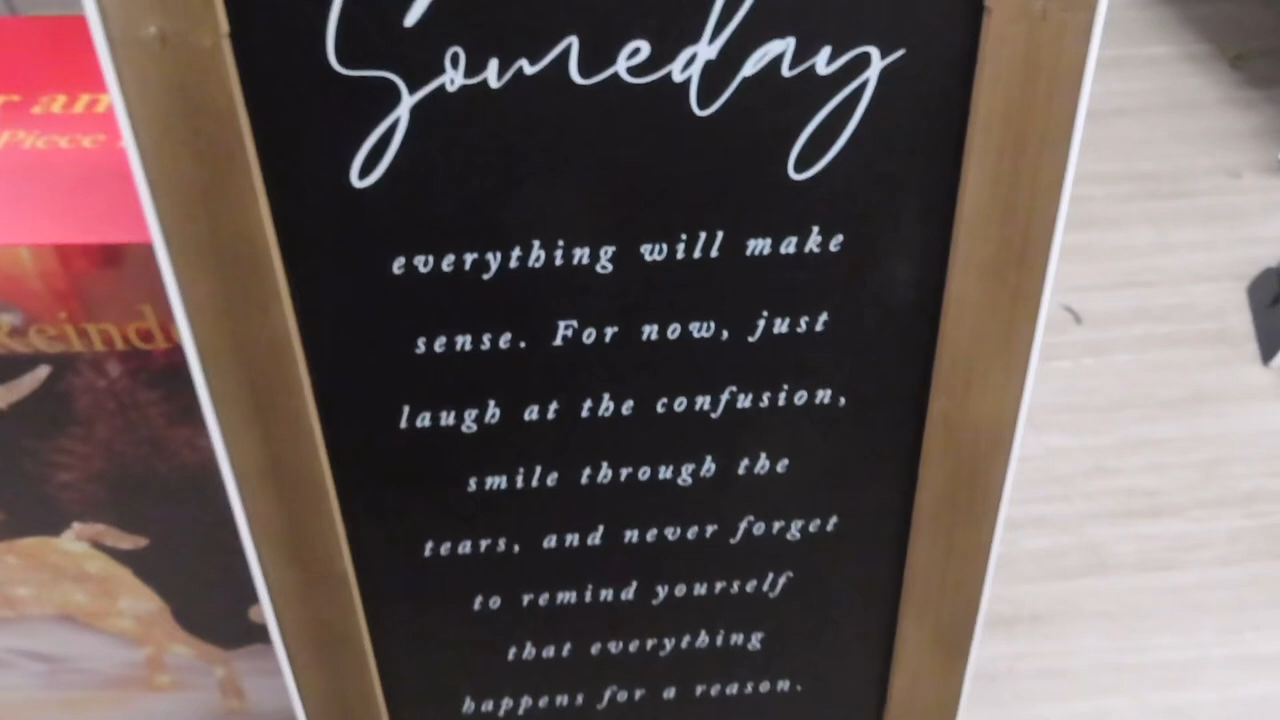 Someday
everything will make
sense. For now, just
laugh at the confusion,
smile through the
tears, and never forget
to remind yourself
that everything
happens for a reason.
Piece